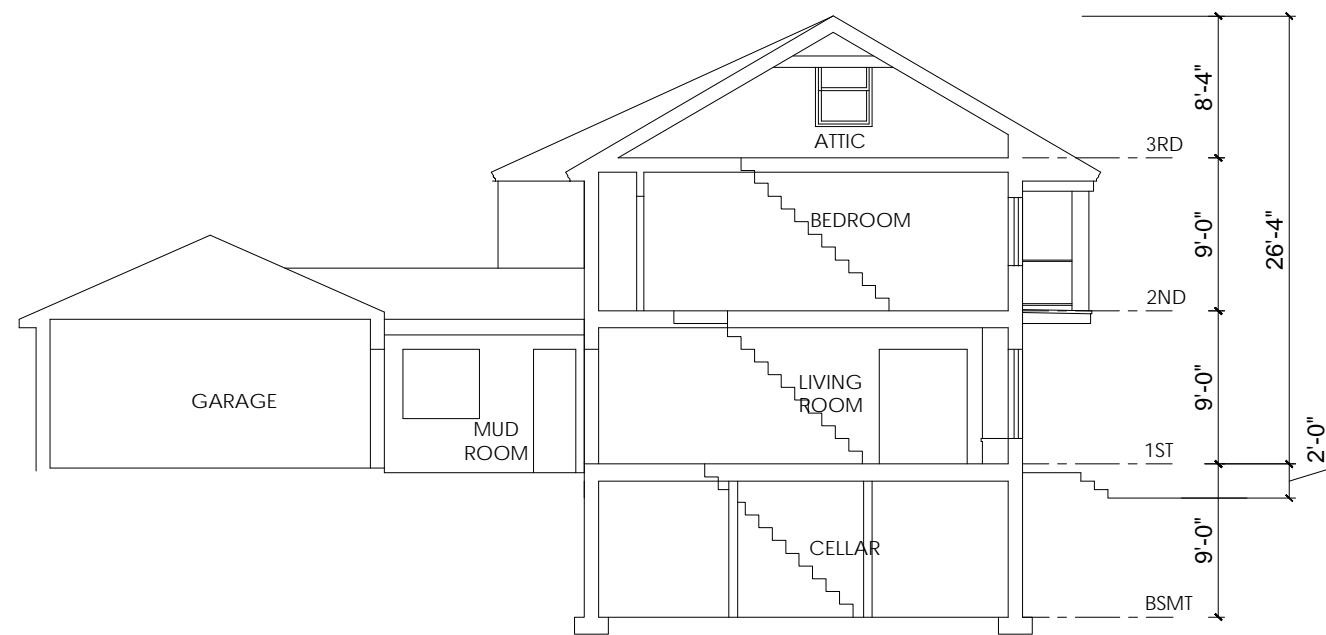 8'-4"
ATTIC
3RD
BEDROOM
9'-0"
26'-4"
2ND
LIVING
ROOM
9'-0"
GARAGE
MUD
ROOM
1ST
2'-0"
CELLAR
9'-0"
BSMT